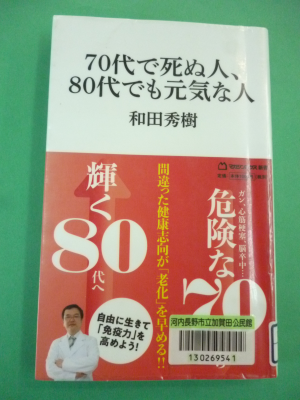 70代で死ぬ人、
80代でも元気な人
和田秀樹
ガン、心筋梗塞、脳卒中…
危険な
70
間違った健康志向が「老化」を早める!!
輝く
80
代へ
自由に生きて
「免疫力」を
高めよう!
河内長野市立加賀田公民館
130269541